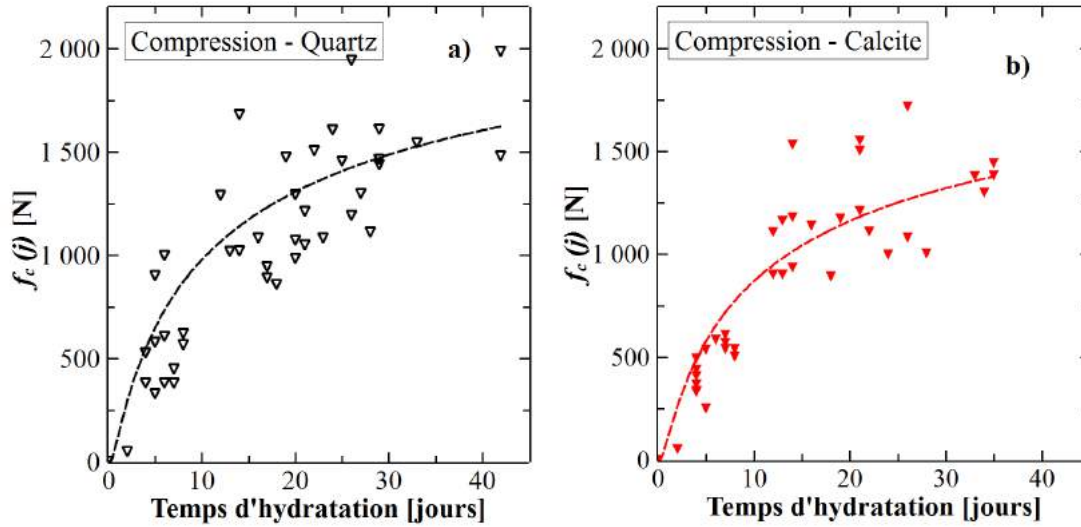 Compression - Quartz
a)
2 000
1 500
1 000
500
0
f_c (j) [N]
0 10 20 30 40
Temps d'hydratation [jours]
Compression - Calcite
b)
2 000
1 500
1 000
500
0
f_c (j) [N]
0 10 20 30 40
Temps d'hydratation [jours]